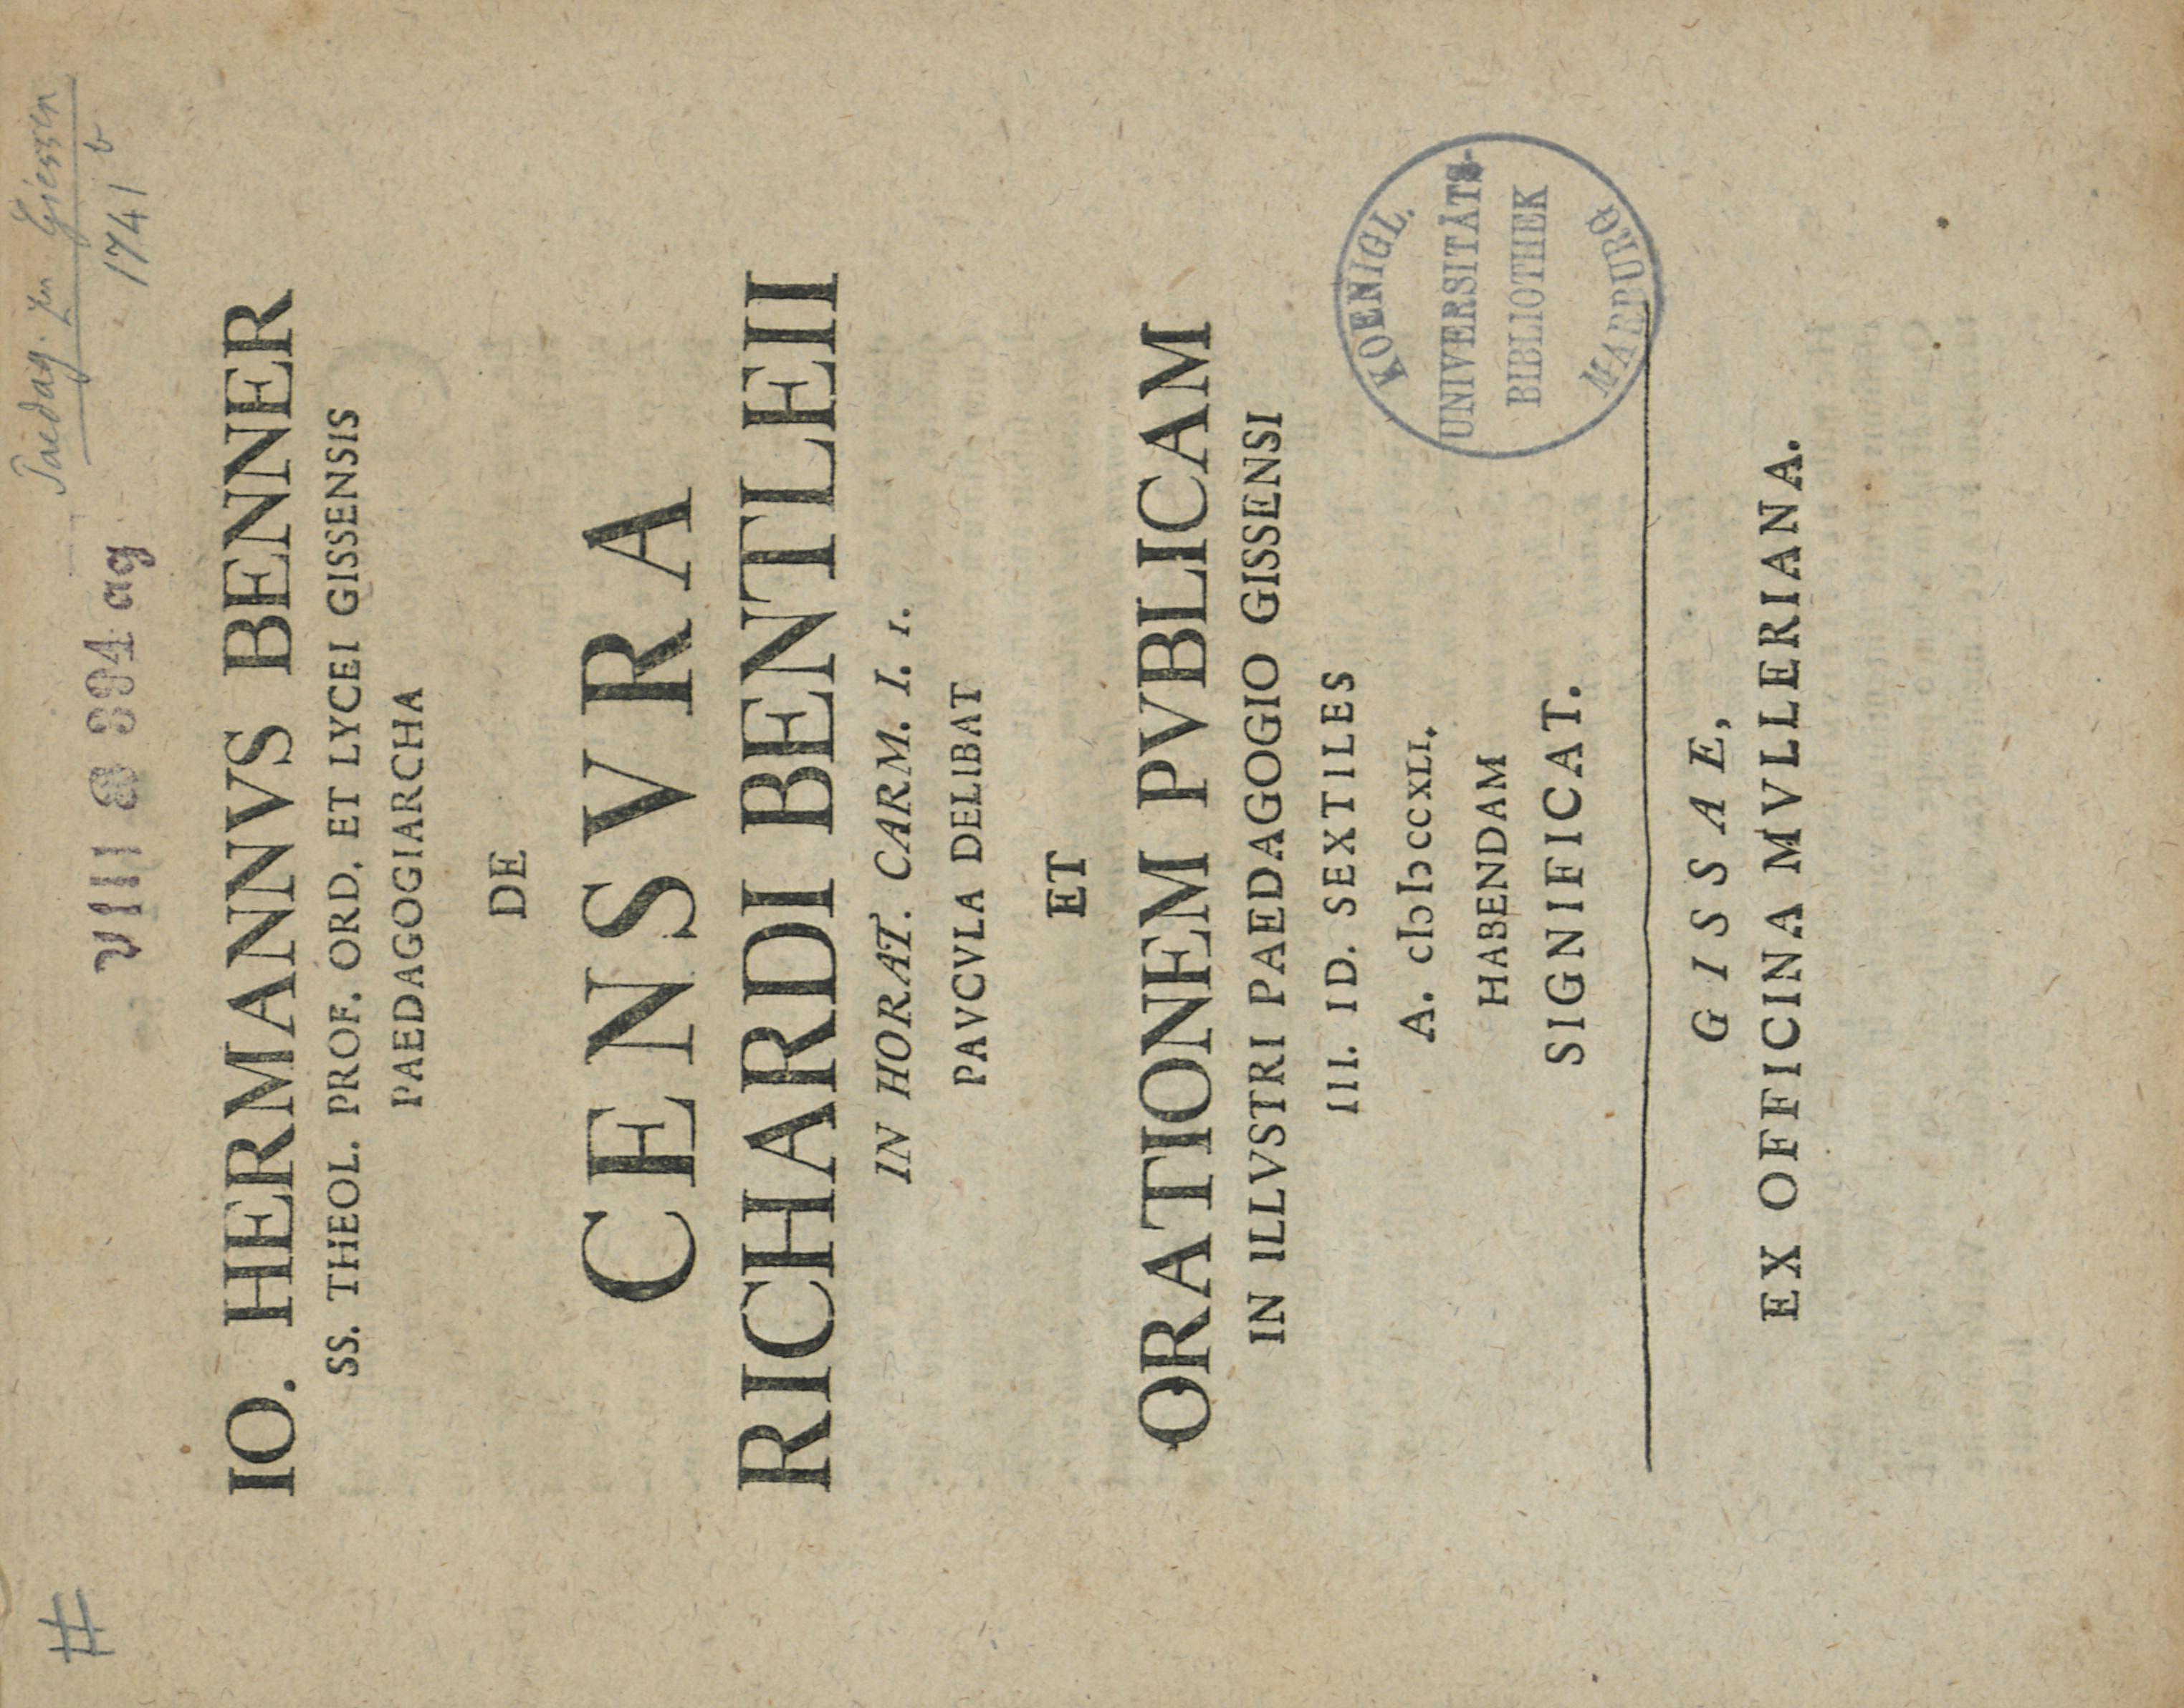 #
Paedag. zu Giessen
1741 b
VIII B 394 ag
IO. HERMANNVS BENNER
SS. THEOL. PROF. ORD. ET LYCEI GISSENSIS
PAEDAGOGIARCHA
DE
CENSVRA
RICHARDI BENTLEII
IN HORAT. CARM. I. 1.
PAVCVLA DELIBAT
ET
ORATIONEM PVBLICAM
IN ILLVSTRI PAEDAGOGIO GISSENSI
III. ID. SEXTILES
A. cIɔIɔccxLI.
HABENDAM
SIGNIFICAT.
KOENIGL.
UNIVERSITÄTS-
BIBLIOTHEK
MARBURG
GISSAE,
EX OFFICINA MVLLERIANA.